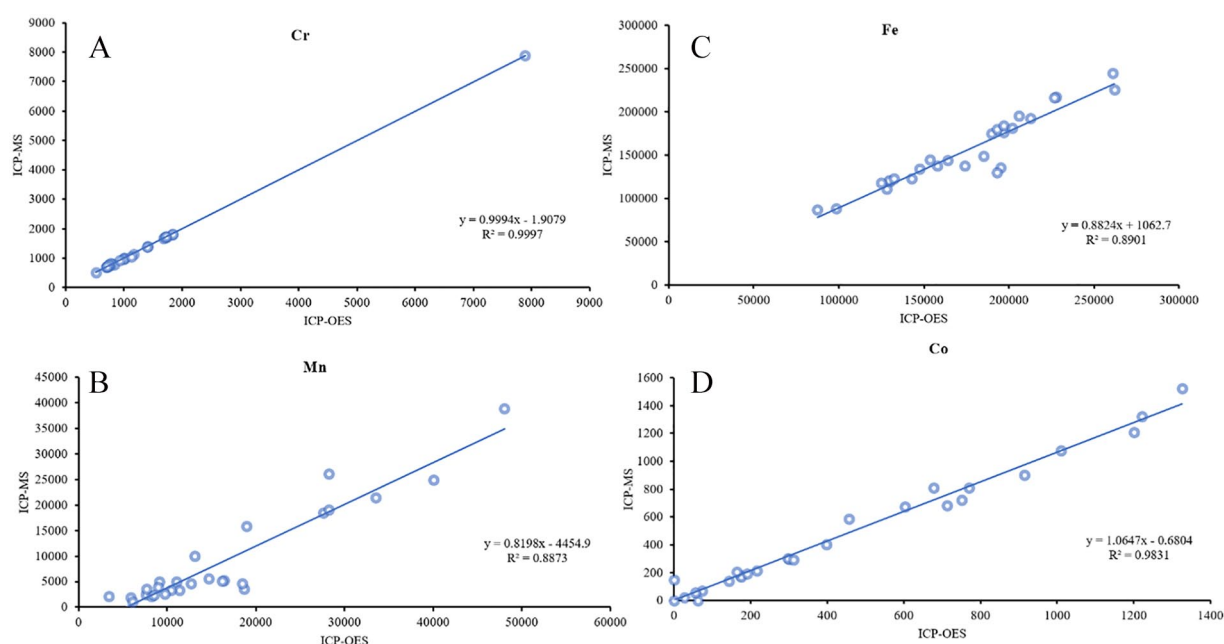 A
Cr
9000
8000
7000
6000
5000
4000
3000
2000
1000
0
ICP-MS
y = 0.9994x - 1.9079
R² = 0.9997
0 1000 2000 3000 4000 5000 6000 7000 8000 9000
ICP-OES
C
Fe
300000
250000
200000
150000
100000
50000
0
ICP-MS
y = 0.8824x + 1062.7
R² = 0.8901
0 50000 100000 150000 200000 250000 300000
ICP-OES
B
Mn
45000
40000
35000
30000
25000
20000
15000
10000
5000
0
ICP-MS
y = 0.8198x - 4454.9
R² = 0.8873
0 10000 20000 30000 40000 50000 60000
ICP-OES
D
Co
1600
1400
1200
1000
800
600
400
200
0
ICP-MS
y = 1.0647x - 0.6804
R² = 0.9831
0 200 400 600 800 1000 1200 1400
ICP-OES